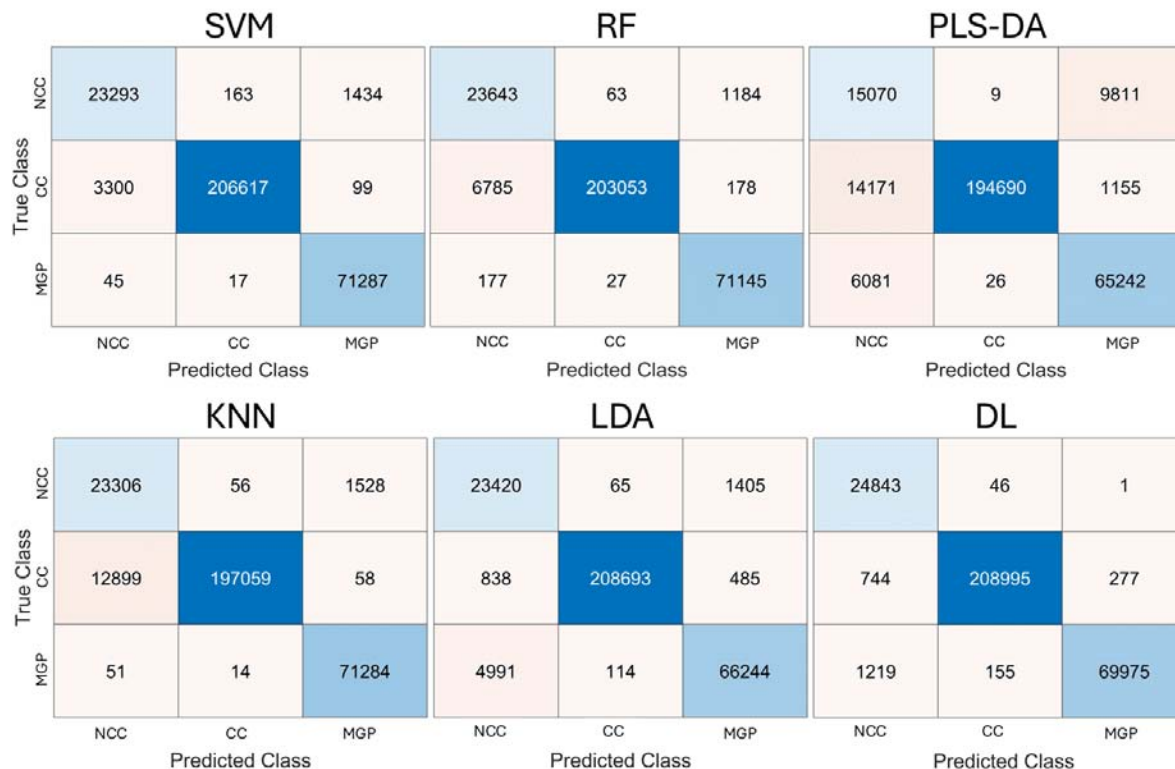 SVM RF PLS-DA
True Class
NCC 23293 163 1434 23643 63 1184 15070 9 9811
CC 3300 206617 99 6785 203053 178 14171 194690 1155
MGP 45 17 71287 177 27 71145 6081 26 65242
NCC CC MGP NCC CC MGP NCC CC MGP
Predicted Class Predicted Class Predicted Class
KNN LDA DL
True Class
NCC 23306 56 1528 23420 65 1405 24843 46 1
CC 12899 197059 58 838 208693 485 744 208995 277
MGP 51 14 71284 4991 114 66244 1219 155 69975
NCC CC MGP NCC CC MGP NCC CC MGP
Predicted Class Predicted Class Predicted Class